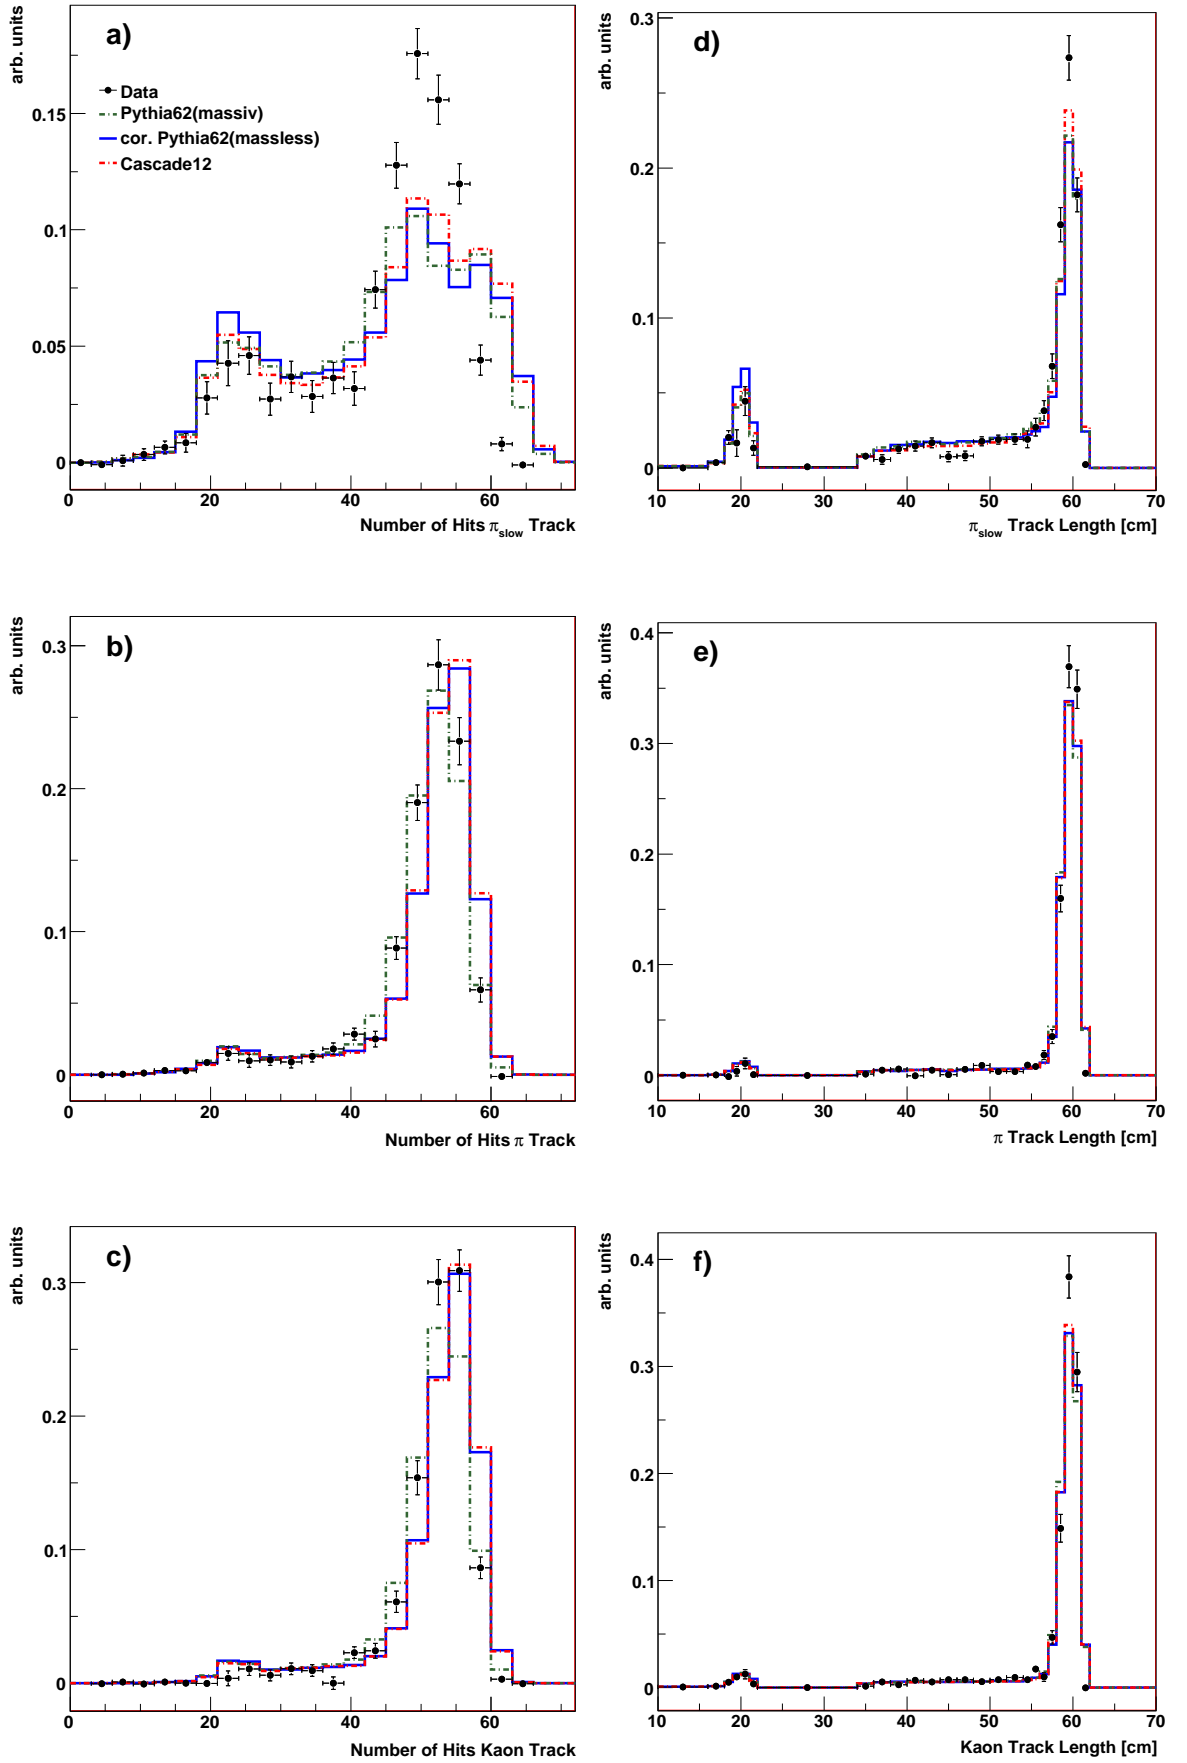 a)
arb. units
0.15
0.1
0.05
0
Data
Pythia62(massiv)
cor. Pythia62(massless)
Cascade12
0 20 40 60
Number of Hits πslow Track
d)
arb. units
0.3
0.2
0.1
0
10 20 30 40 50 60 70
πslow Track Length [cm]
b)
arb. units
0.3
0.2
0.1
0
0 20 40 60
Number of Hits π Track
e)
arb. units
0.4
0.3
0.2
0.1
0
10 20 30 40 50 60 70
π Track Length [cm]
c)
arb. units
0.3
0.2
0.1
0
0 20 40 60
Number of Hits Kaon Track
f)
arb. units
0.4
0.3
0.2
0.1
0
10 20 30 40 50 60 70
Kaon Track Length [cm]